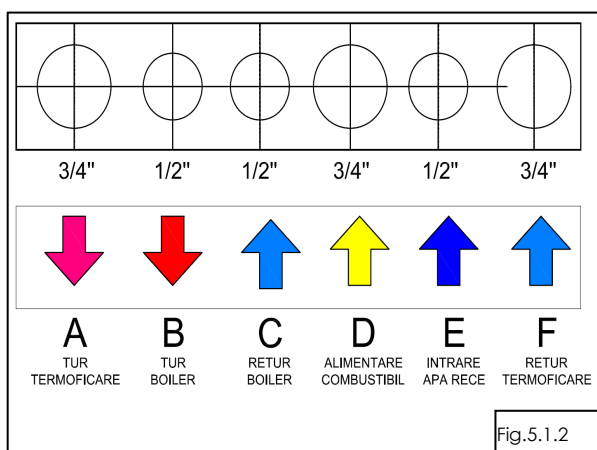 3/4" 1/2" 1/2" 3/4" 1/2" 3/4"
A B C D E F
TUR TUR RETUR ALIMENTARE INTRARE RETUR
TERMOFICARE BOILER BOILER COMBUSTIBIL APA RECE TERMOFICARE
Fig.5.1.2